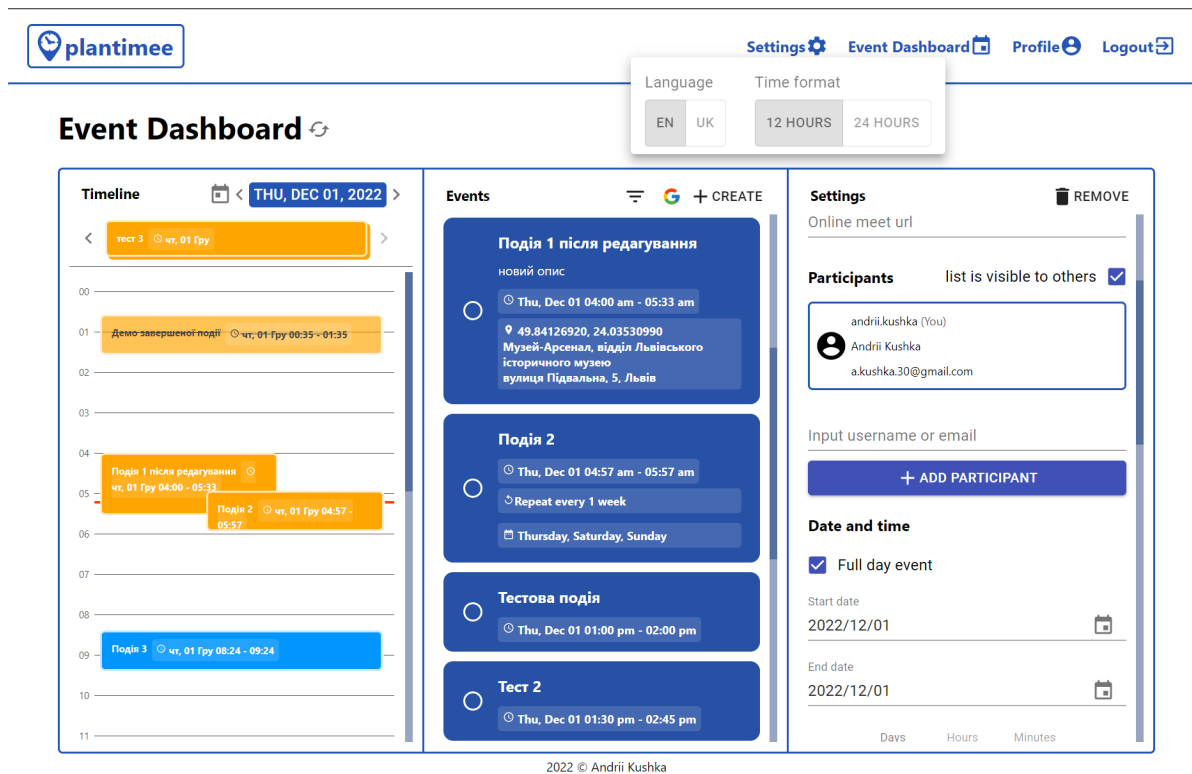 plantimee
Settings Event Dashboard Profile Logout
Language Time format
EN UK 12 HOURS 24 HOURS
Event Dashboard
Timeline
THU, DEC 01, 2022
тест 3 чт, 01 Гру
00
01
Демо завершеної події чт, 01 Гру 00:35 - 01:35
02
03
04
Подія 1 після редагування
чт, 01 Гру 04:00 - 05:33
05
Подія 2 чт, 01 Гру 04:57 -
05:57
06
07
08
Подія 3 чт, 01 Гру 08:24 - 09:24
09
10
11
Events
CREATE
Подія 1 після редагування
новий опис
Thu, Dec 01 04:00 am - 05:33 am
49.84126920, 24.03530990
Музей-Арсенал, відділ Львівського
історичного музею
вулиця Підвальна, 5, Львів
Подія 2
Thu, Dec 01 04:57 am - 05:57 am
Repeat every 1 week
Thursday, Saturday, Sunday
Тестова подія
Thu, Dec 01 01:00 pm - 02:00 pm
Тест 2
Thu, Dec 01 01:30 pm - 02:45 pm
Settings
REMOVE
Online meet url
Participants list is visible to others
andrii.kushka (You)
Andrii Kushka
a.kushka.30@gmail.com
Input username or email
ADD PARTICIPANT
Date and time
Full day event
Start date
2022/12/01
End date
2022/12/01
Days Hours Minutes
2022 © Andrii Kushka